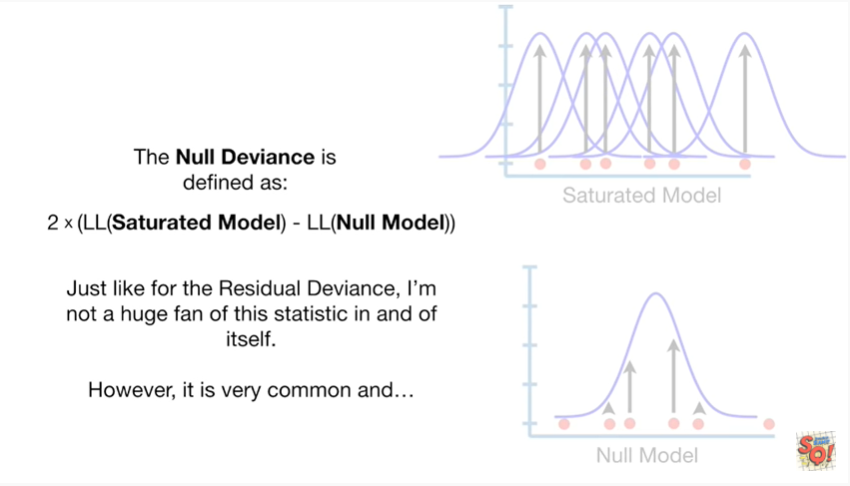 The Null Deviance is
defined as:
2 x (LL(Saturated Model) - LL(Null Model))
Just like for the Residual Deviance, I'm
not a huge fan of this statistic in and of
itself.
However, it is very common and…
Saturated Model
Null Model
SQ!